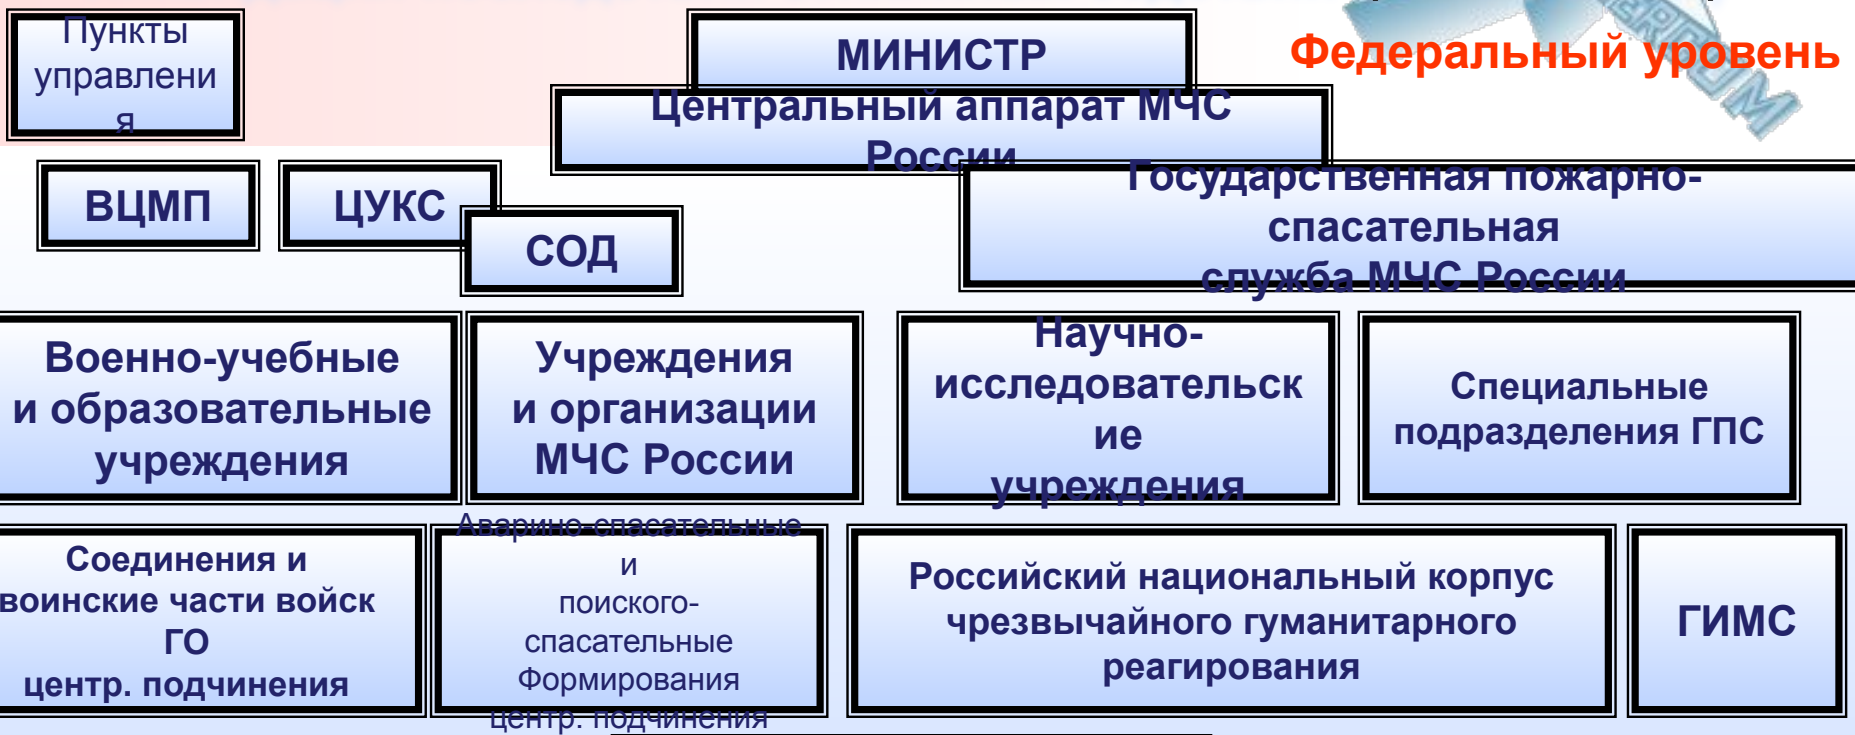 Пункты
управлени
я
МИНИСТР
Федеральный уровень
Центральный аппарат МЧС
России
ВЦМП
ЦУКС
СОД
Государственная пожарно-
спасательная
служба МЧС России
Военно-учебные
и образовательные
учреждения
Учреждения
и организации
МЧС России
Научно-
исследовательск
ие
учреждения
Специальные
подразделения ГПС
Соединения и
воинские части войск
ГО
центр. подчинения
Аварино-спасательные
и
поиского-
спасательные
Формирования
центр. подчинения
Российский национальный корпус
чрезвычайного гуманитарного
реагирования
ГИМС